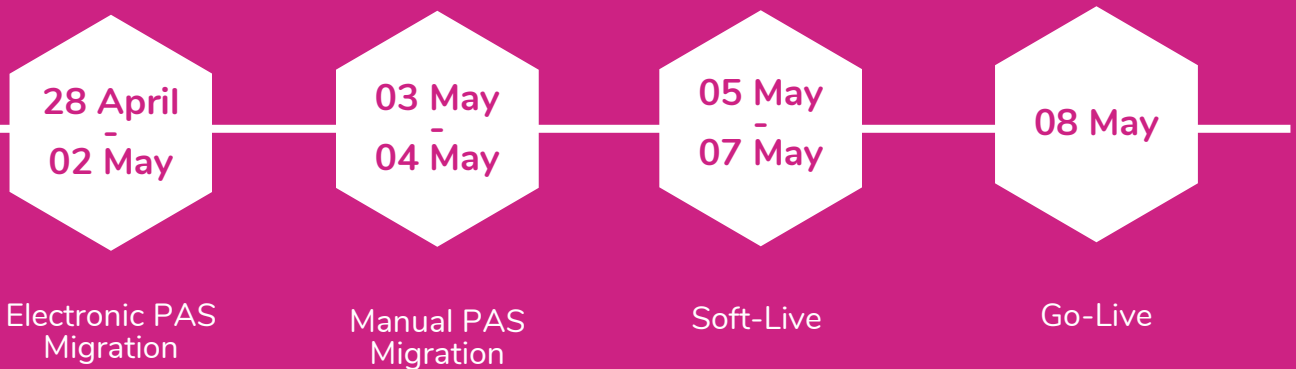 28 April
-
02 May
Electronic PAS
Migration
03 May
-
04 May
Manual PAS
Migration
05 May
-
07 May
Soft-Live
08 May
Go-Live